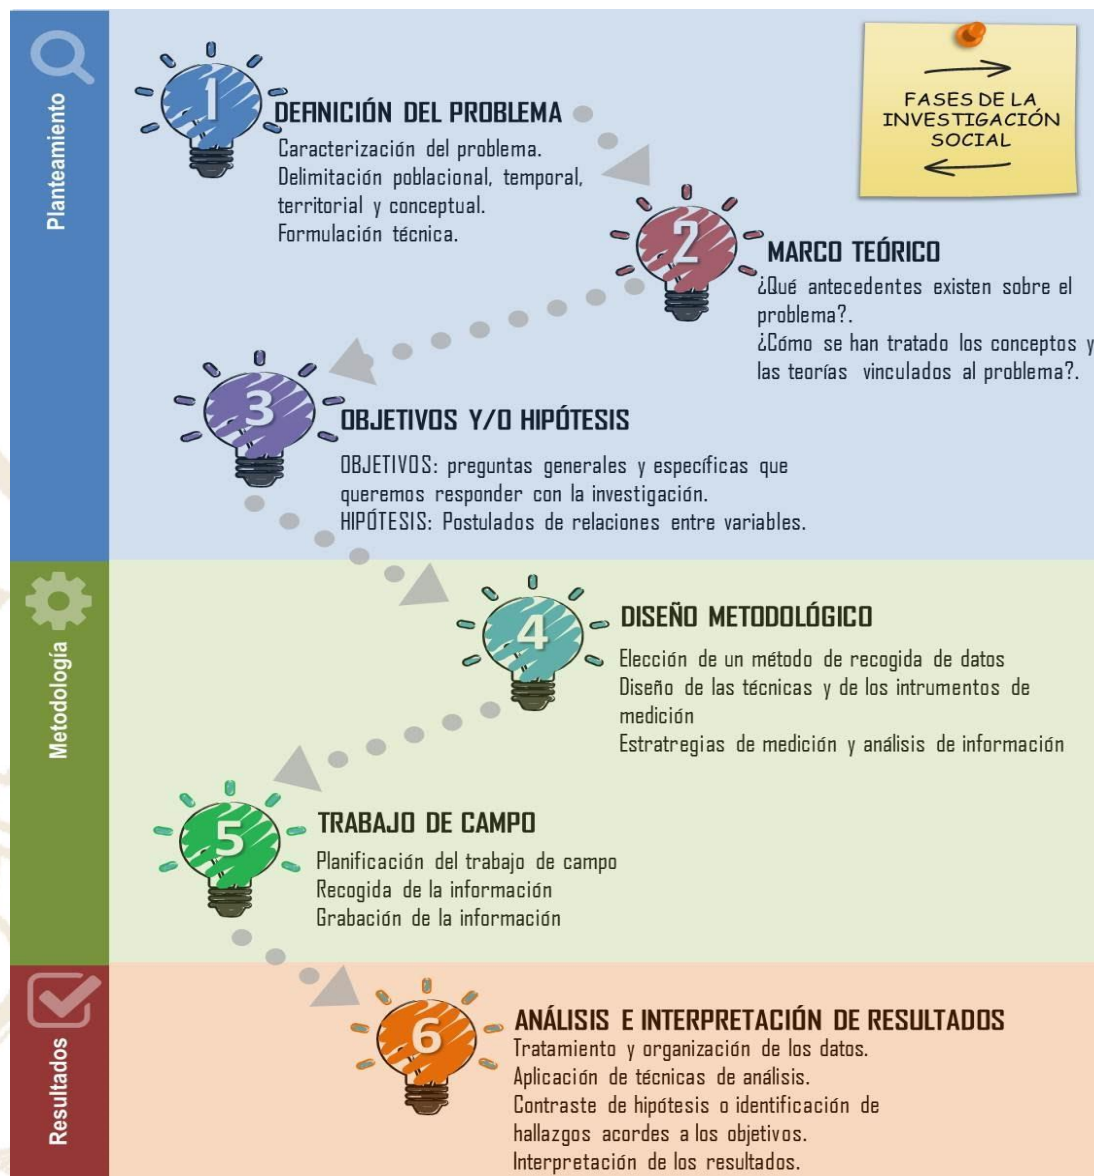 FASES DE LA
INVESTIGACIÓN
SOCIAL
Planteamiento
1
DEFINICIÓN DEL PROBLEMA
Caracterización del problema.
Delimitación poblacional, temporal,
territorial y conceptual.
Formulación técnica.
2
MARCO TEÓRICO
¿Qué antecedentes existen sobre el
problema?.
¿Cómo se han tratado los conceptos y
las teorías vinculados al problema?.
3
OBJETIVOS Y/O HIPÓTESIS
OBJETIVOS: preguntas generales y específicas que
queremos responder con la investigación.
HIPÓTESIS: Postulados de relaciones entre variables.
Metodología
4
DISEÑO METODOLÓGICO
Elección de un método de recogida de datos
Diseño de las técnicas y de los intrumentos de
medición
Estratregias de medición y análisis de información
5
TRABAJO DE CAMPO
Planificación del trabajo de campo
Recogida de la información
Grabación de la información
Resultados
6
ANÁLISIS E INTERPRETACIÓN DE RESULTADOS
Tratamiento y organización de los datos.
Aplicación de técnicas de análisis.
Contraste de hipótesis o identificación de
hallazgos acordes a los objetivos.
Interpretación de los resultados.